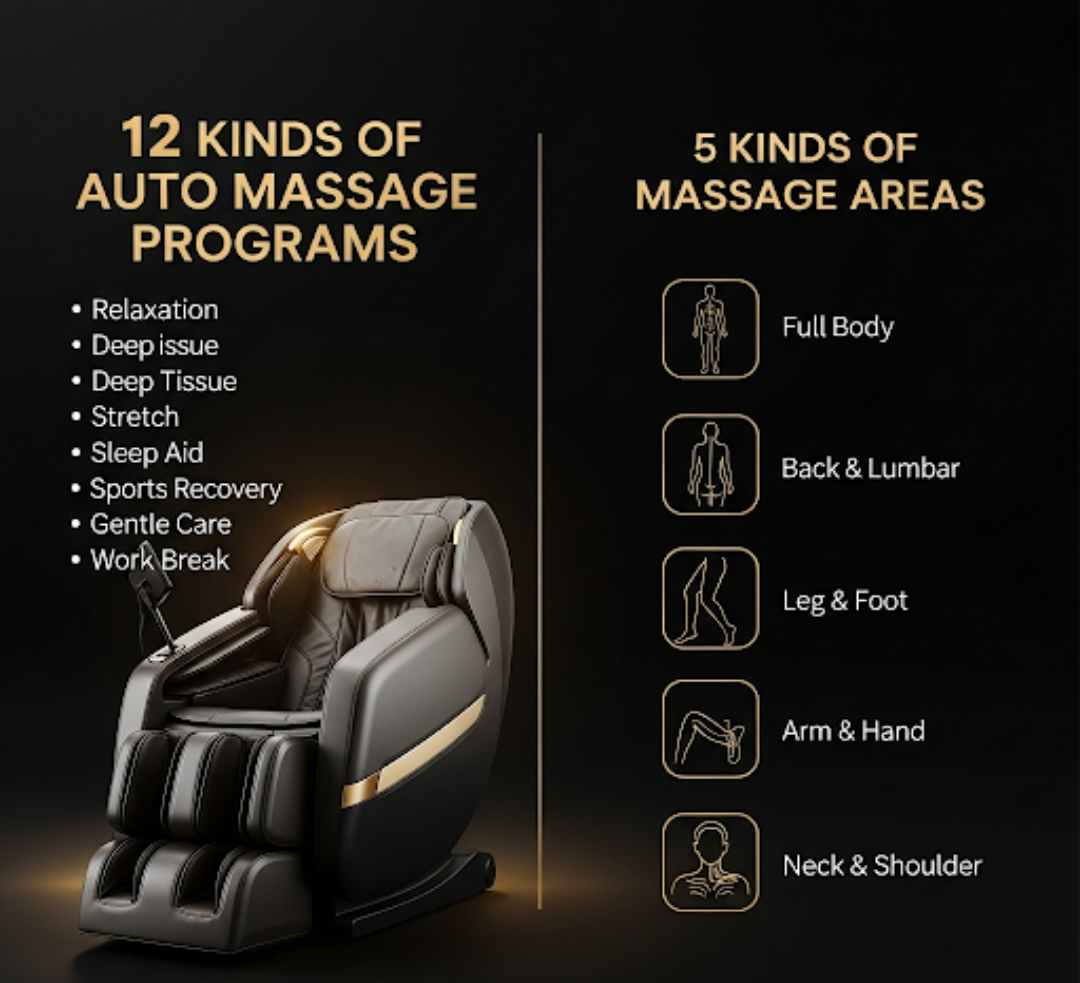 12 KINDS OF
AUTO MASSAGE
PROGRAMS
• Relaxation
• Deep issue
• Deep Tissue
• Stretch
• Sleep Aid
• Sports Recovery
• Gentle Care
• Work Break
5 KINDS OF
MASSAGE AREAS
Full Body
Back & Lumbar
Leg & Foot
Arm & Hand
Neck & Shoulder